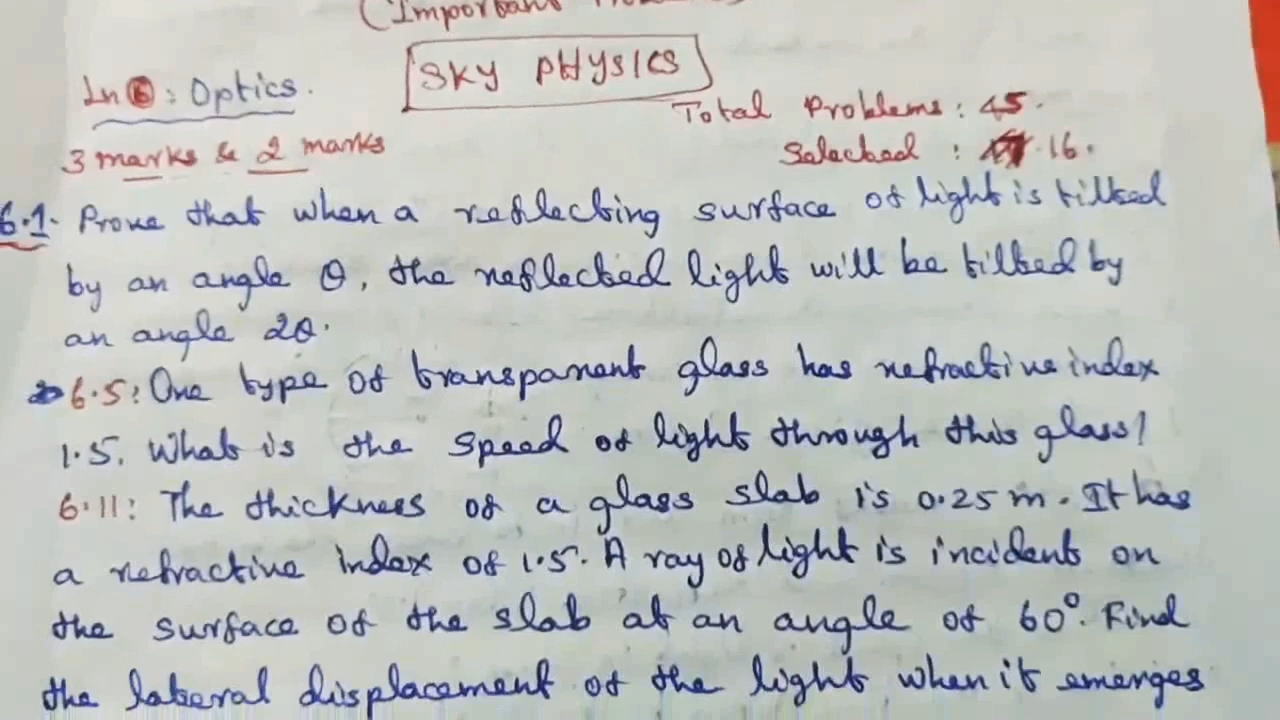 (Important
SKY PHYSICS
Ln 6: Optics.
Total Problems: 45.
3 marks & 2 marks
Selected : 16.
6.1. Prove that when a reflecting surface of light is tilted
by an angle θ, the reflected light will be tilted by
an angle 2θ.
6.5: One type of transparent glass has refractive index
1.5. What is the speed of light through this glass?
6.11: The thickness of a glass slab is 0.25 m. It has
a refractive index of 1.5. A ray of light is incident on
the surface of the slab at an angle of 60°. Find
the lateral displacement of the light when it emerges